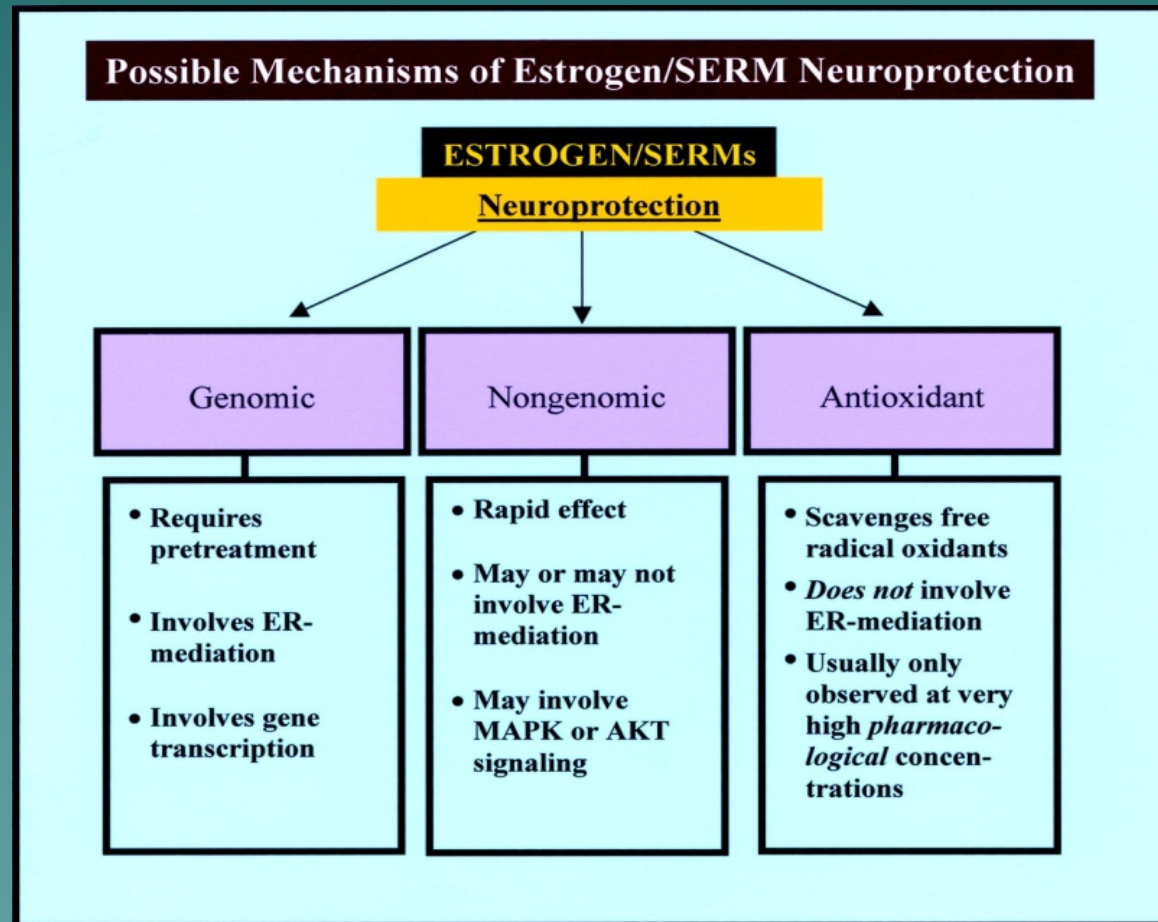 Possible Mechanisms of Estrogen/SERM Neuroprotection
ESTROGEN/SERMs
Neuroprotection
Genomic
• Requires
pretreatment
• Involves ER-
mediation
• Involves gene
transcription
Nongenomic
• Rapid effect
• May or may not
involve ER-
mediation
• May involve
MAPK or AKT
signaling
Antioxidant
• Scavenges free
radical oxidants
• Does not involve
ER-mediation
• Usually only
observed at very
high pharmaco-
logical concen-
trations